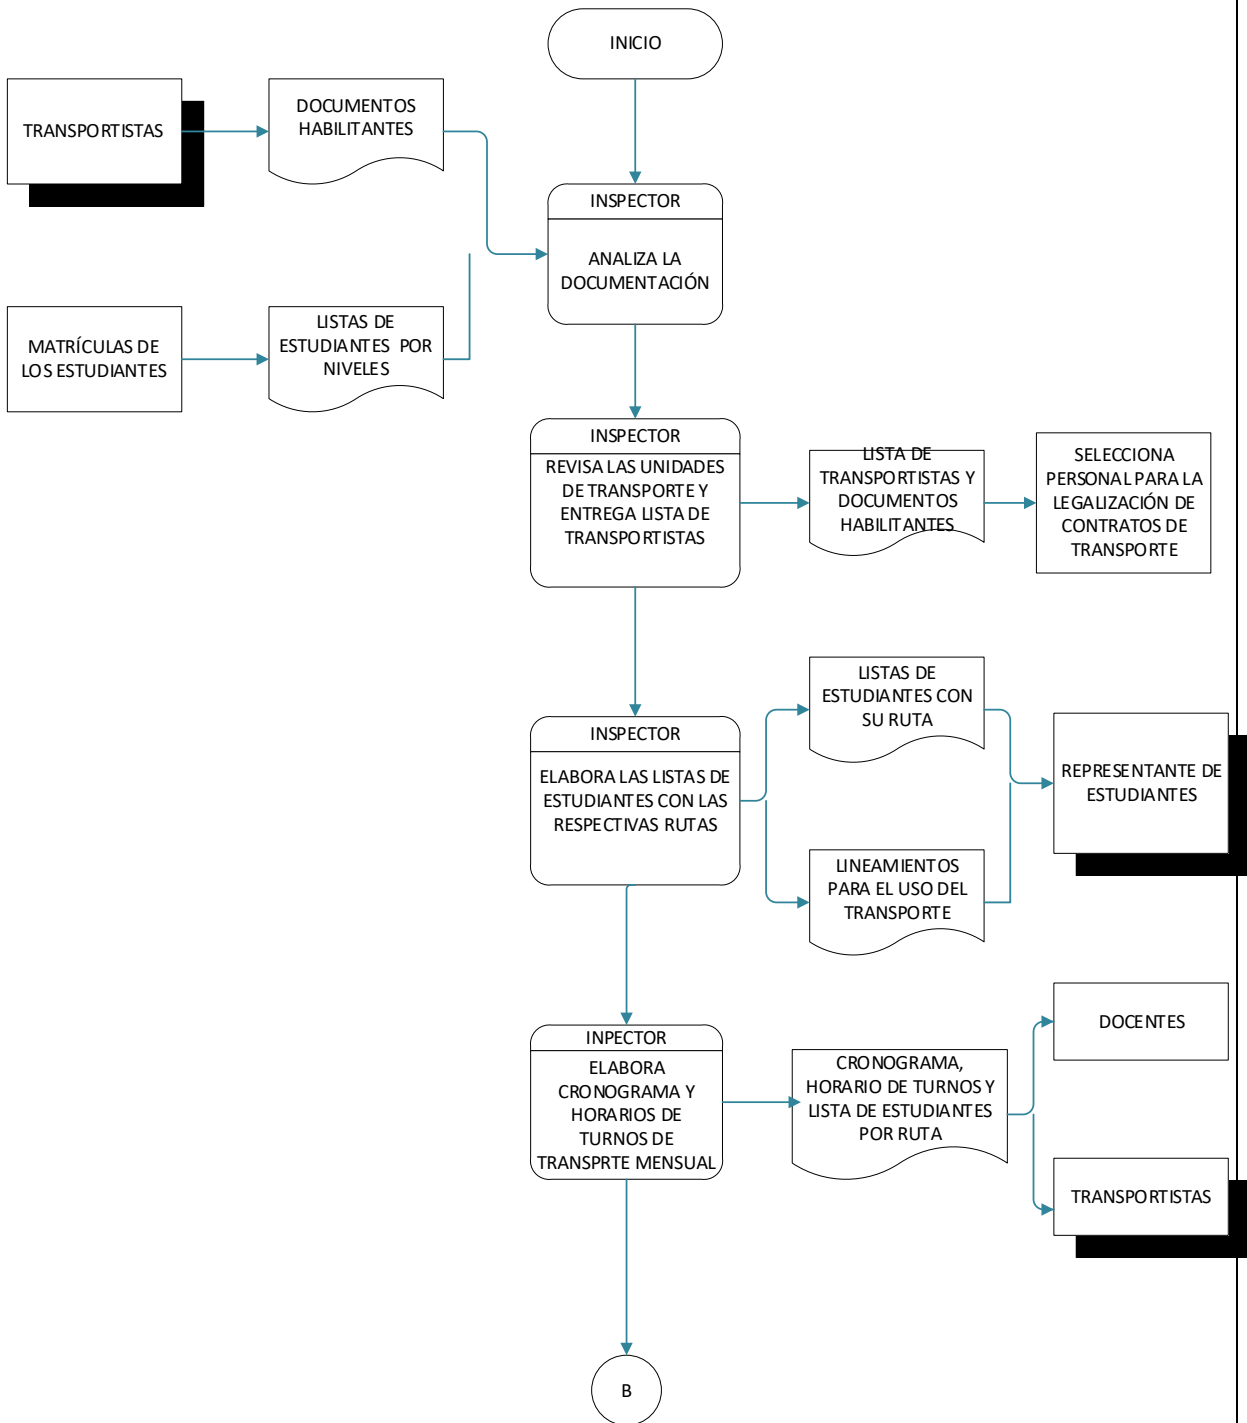 INICIO
TRANSPORTISTAS
DOCUMENTOS
HABILITANTES
INSPECTOR
ANALIZA LA
DOCUMENTACIÓN
MATRÍCULAS DE
LOS ESTUDIANTES
LISTAS DE
ESTUDIANTES POR
NIVELES
INSPECTOR
REVISA LAS UNIDADES
DE TRANSPORTE Y
ENTREGA LISTA DE
TRANSPORTISTAS
LISTA DE
TRANSPORTISTAS Y
DOCUMENTOS
HABILITANTES
SELECCIONA
PERSONAL PARA LA
LEGALIZACIÓN DE
CONTRATOS DE
TRANSPORTE
INSPECTOR
ELABORA LAS LISTAS DE
ESTUDIANTES CON LAS
RESPECTIVAS RUTAS
LISTAS DE
ESTUDIANTES CON
SU RUTA
REPRESENTANTE DE
ESTUDIANTES
LINEAMIENTOS
PARA EL USO DEL
TRANSPORTE
INPECTOR
ELABORA
CRONOGRAMA Y
HORARIOS DE
TURNOS DE
TRANSPRTE MENSUAL
CRONOGRAMA,
HORARIO DE TURNOS Y
LISTA DE ESTUDIANTES
POR RUTA
DOCENTES
TRANSPORTISTAS
B